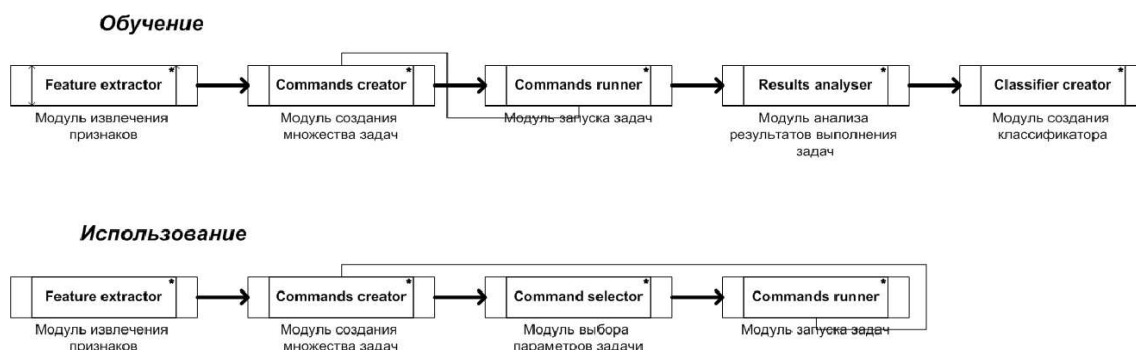 Обучение
Feature extractor *
Commands creator *
Commands runner *
Results analyser *
Classifier creator *
Модуль извлечения
признаков
Модуль создания
множества задач
Модуль запуска задач
Модуль анализа
результатов выполнения
задач
Модуль создания
классификатора
Использование
Feature extractor *
Commands creator *
Command selector *
Commands runner *
Модуль извлечения
признаков
Модуль создания
множества задач
Модуль выбора
параметров задачи
Модуль запуска задач